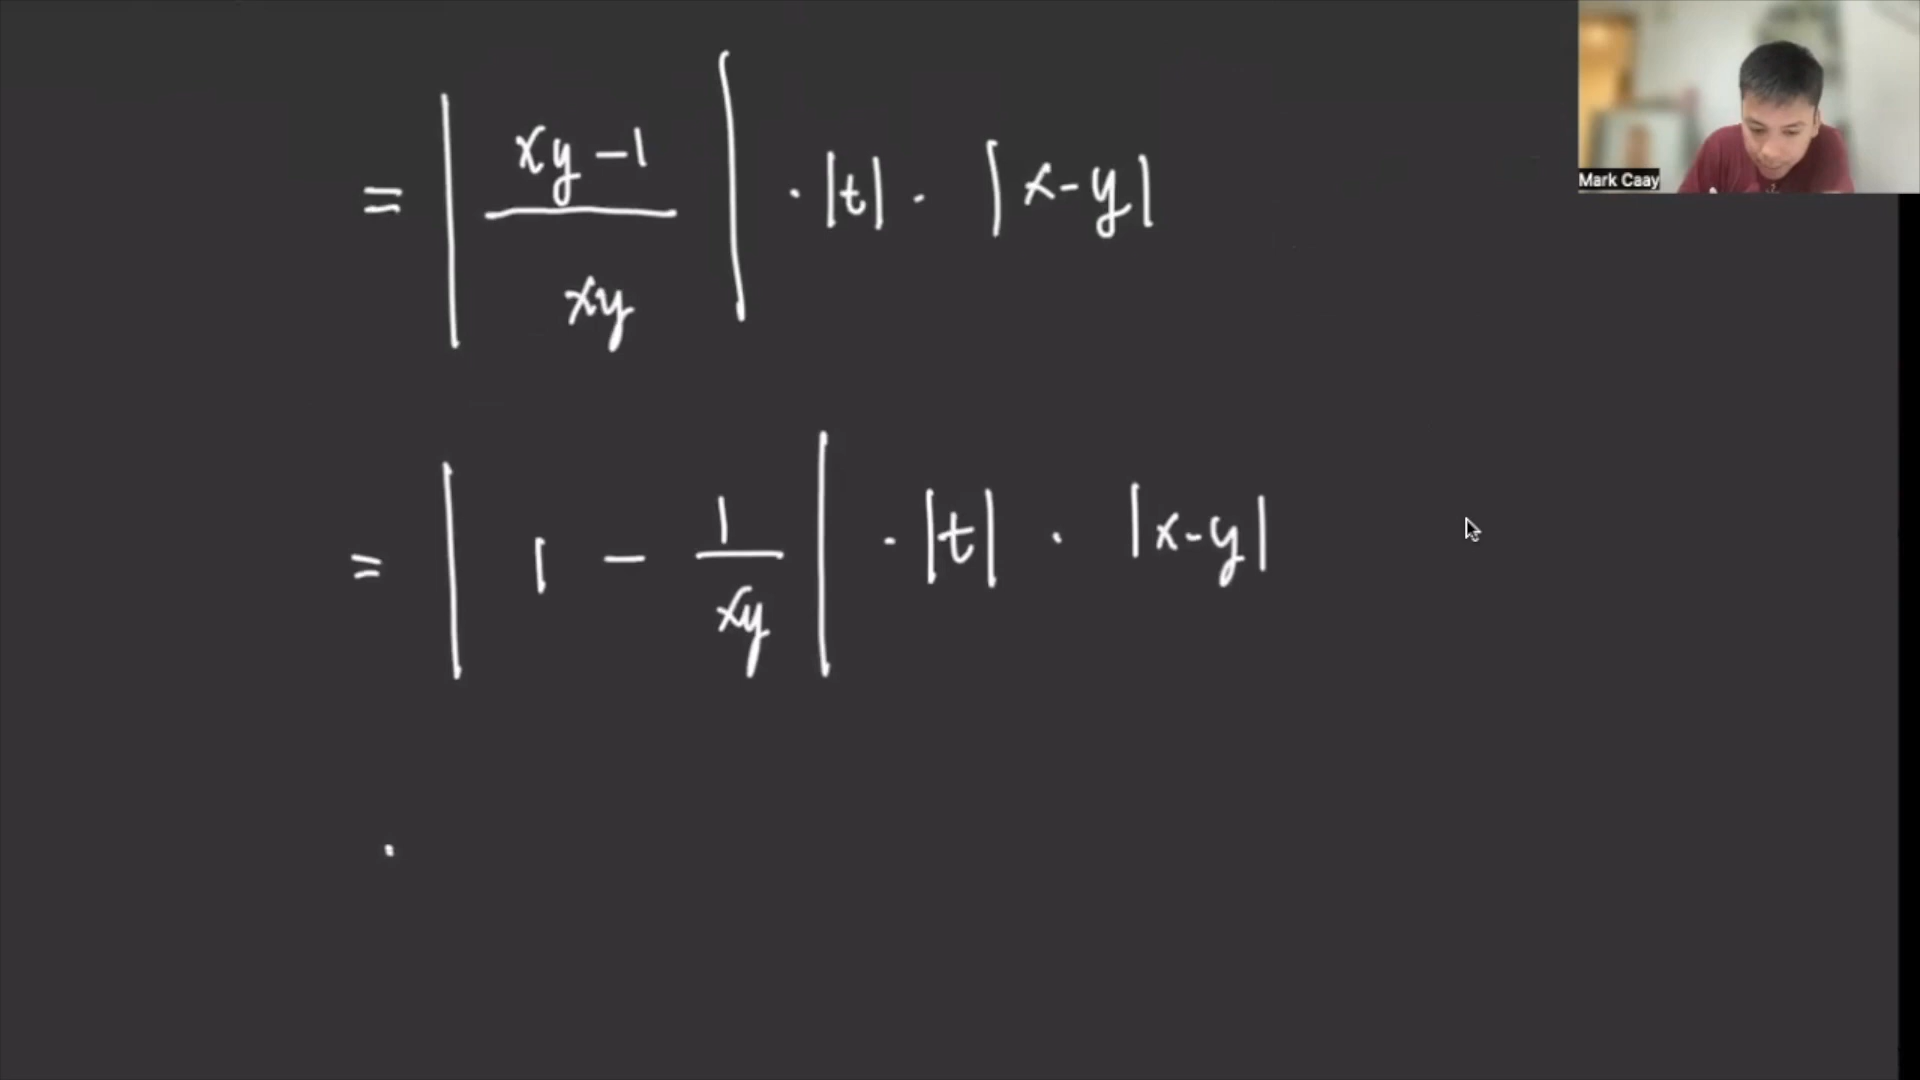 = | xy - 1 / xy | · |t| · |x-y|
Mark Caay
= | 1 - 1 / xy | · |t| · |x-y|